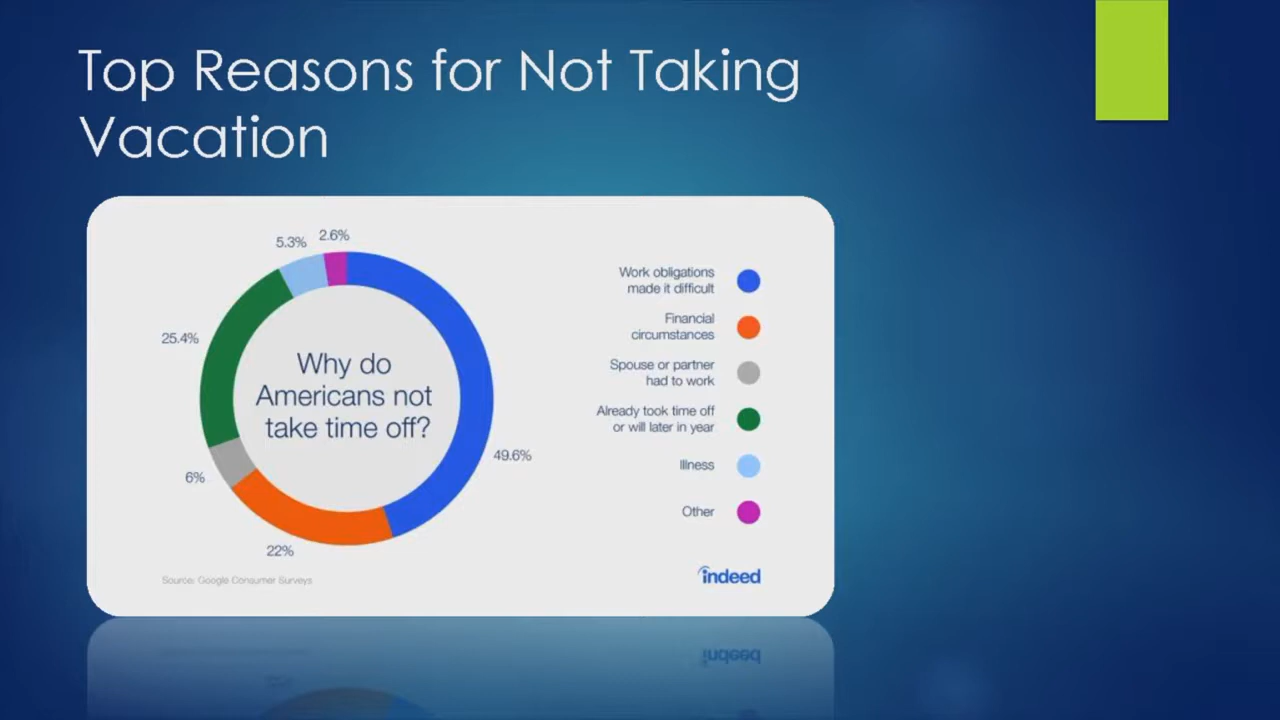 Top Reasons for Not Taking
Vacation
5.3%
2.6%
25.4%
49.6%
6%
22%
Why do
Americans not
take time off?
Work obligations
made it difficult
Financial
circumstances
Spouse or partner
had to work
Already took time off
or will later in year
Illness
Other
Source: Google Consumer Surveys
indeed